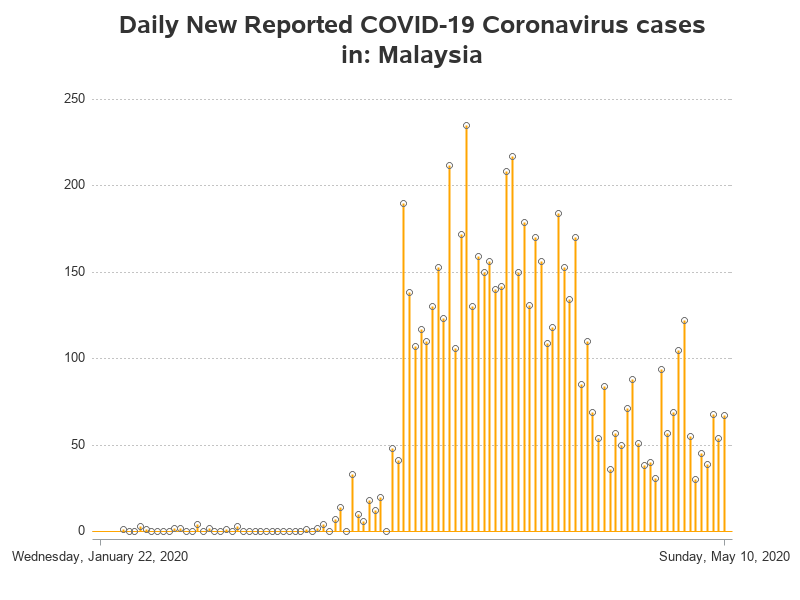 Daily New Reported COVID-19 Coronavirus cases
in: Malaysia
250
200
150
100
50
0
Wednesday, January 22, 2020
Sunday, May 10, 2020